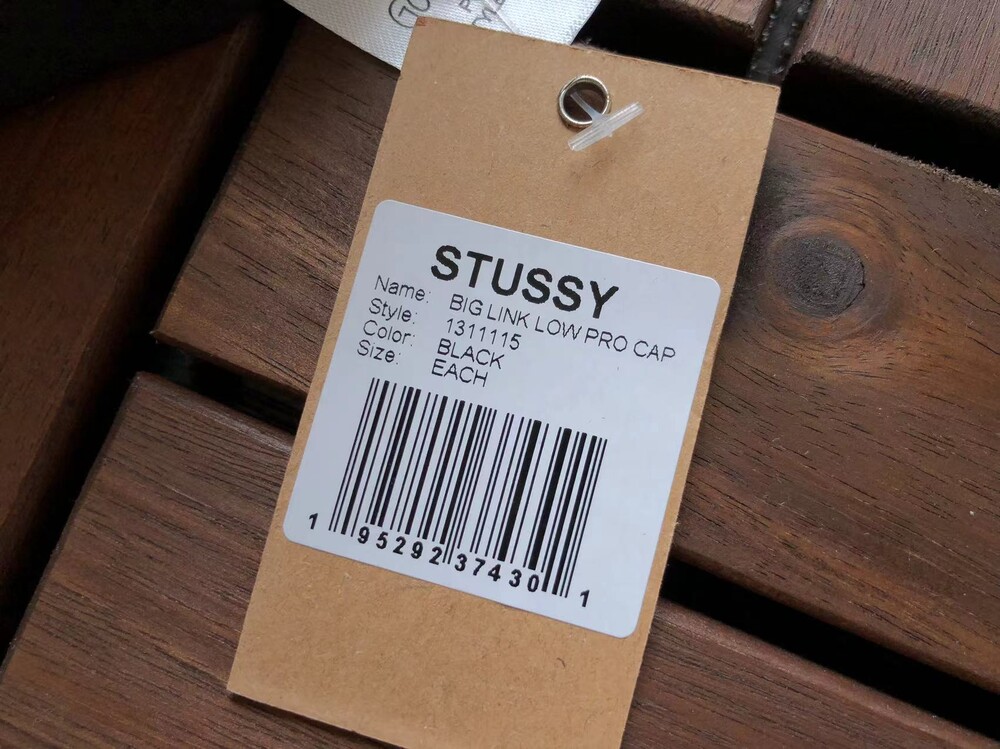 STUSSY
Name: BIG LINK LOW PRO CAP
Style: 1311115
Color: BLACK
Size: EACH
1 95292 37430 1